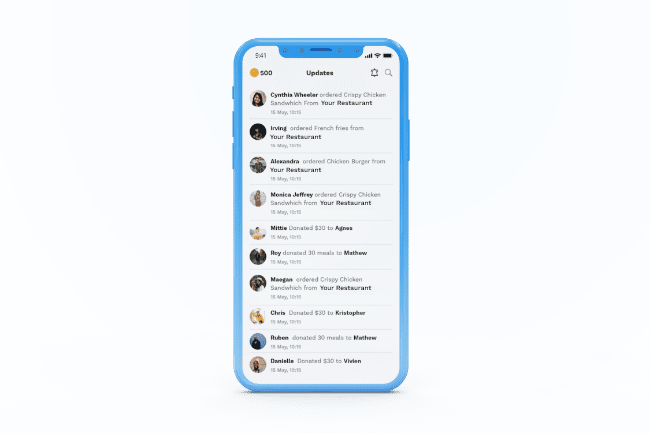 9:41
500 Updates
Cynthia Wheeler ordered Crispy Chicken
Sandwhich From Your Restaurant
15 May, 10:15
Irving ordered French fries from
Your Restaurant
15 May, 10:15
Alexandra ordered Chicken Burger from
Your Restaurant
15 May, 10:15
Monica Jeffrey ordered Crispy Chicken
Sandwhich from Your Restaurant
15 May, 10:15
Mittie Donated $30 to Agnes
15 May, 10:15
Roy donated 30 meals to Mathew
15 May, 10:15
Maegan ordered Crispy Chicken
Sandwhich from Your Restaurant
15 May, 10:15
Chris Donated $30 to Kristopher
15 May, 10:15
Ruben donated 30 meals to Mathew
15 May, 10:15
Danielle Donated $30 to Vivien
15 May, 10:15